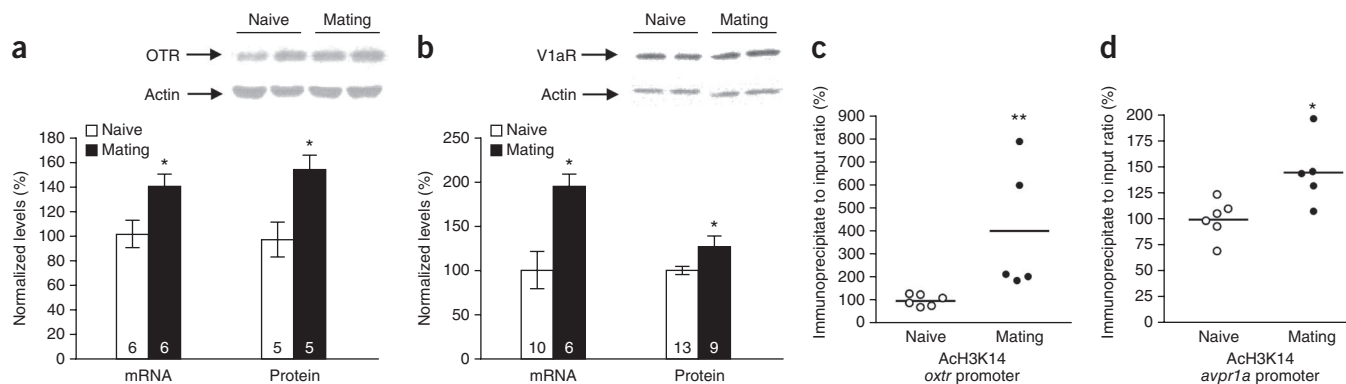 a
Naive Mating
OTR
Actin
Normalized levels (%)
180
160
140
120
100
80
60
40
20
0
Naive
Mating
*
*
6 6 5 5
mRNA Protein
b
Naive Mating
V1aR
Actin
Normalized levels (%)
250
200
150
100
50
0
Naive
Mating
*
*
10 6 13 9
mRNA Protein
c
Immunoprecipitate to input ratio (%)
900
800
700
600
500
400
300
200
100
0
**
Naive Mating
AcH3K14
oxtr promoter
d
Immunoprecipitate to input ratio (%)
200
175
150
125
100
75
50
25
0
*
Naive Mating
AcH3K14
avpr1a promoter